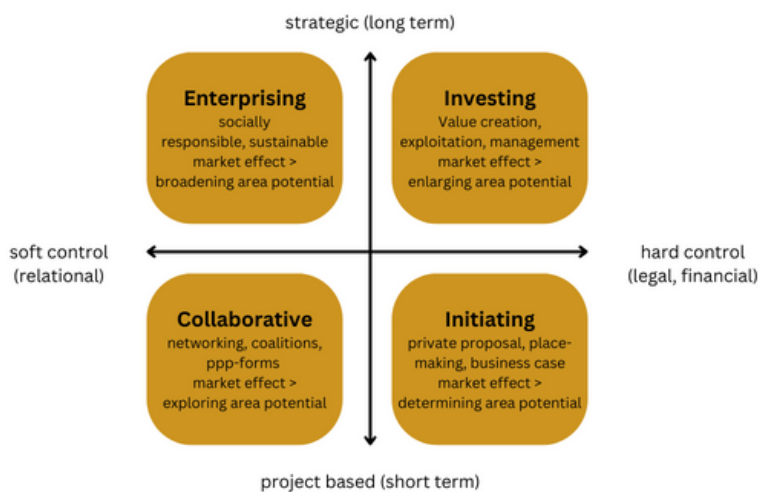 strategic (long term)
Enterprising
socially
responsible, sustainable
market effect >
broadening area potential
Investing
Value creation,
exploitation, management
market effect >
enlarging area potential
soft control
(relational)
hard control
(legal, financial)
Collaborative
networking, coalitions,
ppp-forms
market effect >
exploring area potential
Initiating
private proposal, place-
making, business case
market effect >
determining area potential
project based (short term)